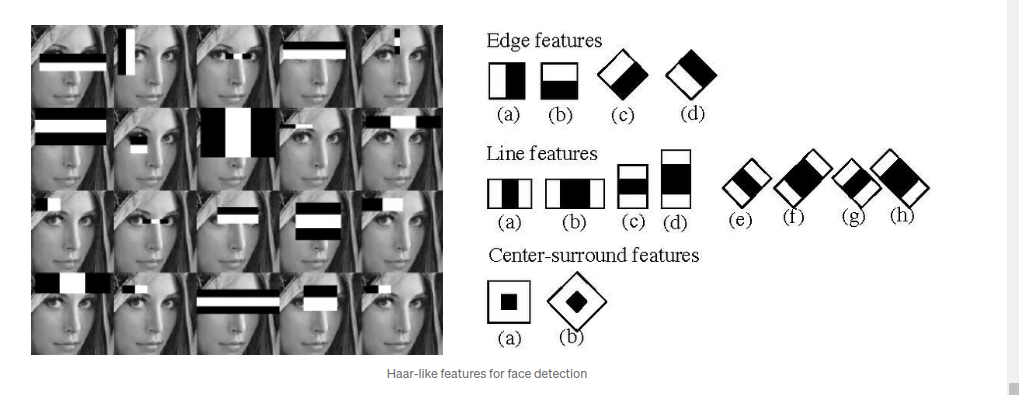 Edge features
(a) (b) (c) (d)
Line features
(a) (b) (c) (d) (e) (f) (g) (h)
Center-surround features
(a) (b)
Haar-like features for face detection